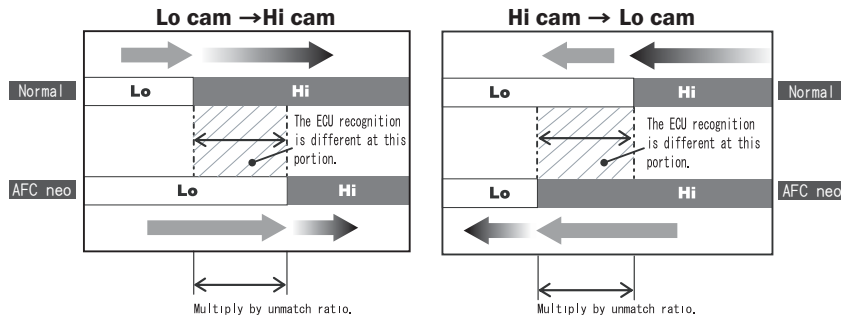 Lo cam →Hi cam
Normal
Lo
Hi
The ECU recognition
is different at this
portion.
AFC neo
Lo
Hi
Multiply by unmatch ratio.
Hi cam → Lo cam
Lo
Hi
Normal
The ECU recognition
is different at this
portion.
Lo
Hi
AFC neo
Multiply by unmatch ratio.